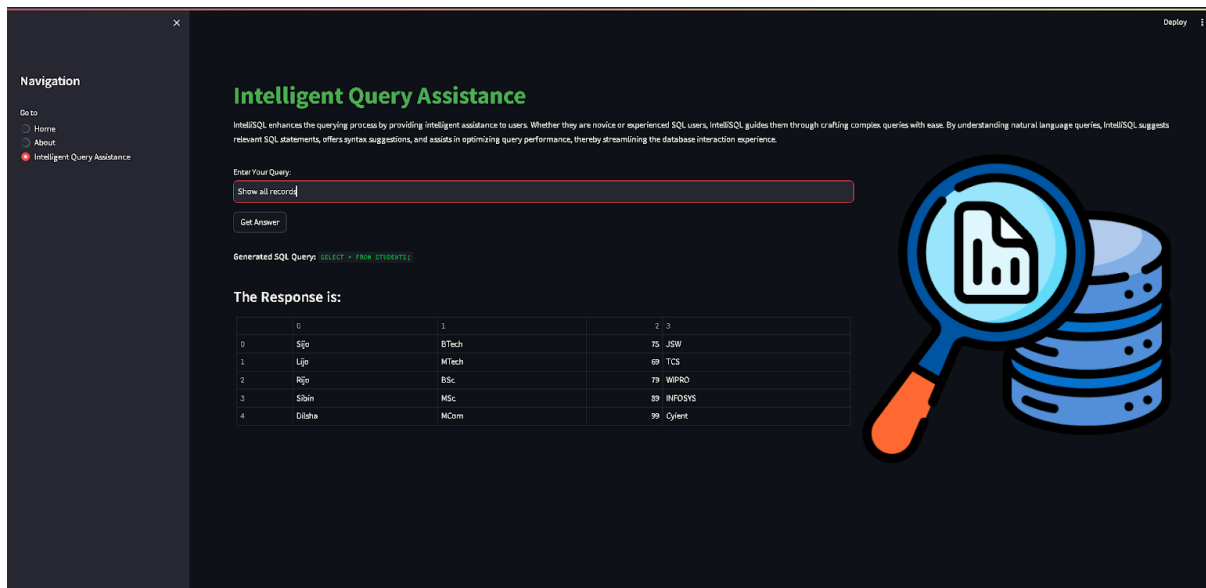 Deploy
Navigation
Go to
Home
About
Intelligent Query Assistance
Intelligent Query Assistance
IntelliSQL enhances the querying process by providing intelligent assistance to users. Whether they are novice or experienced SQL users, IntelliSQL guides them through crafting complex queries with ease. By understanding natural language queries, IntelliSQL suggests
relevant SQL statements, offers syntax suggestions, and assists in optimizing query performance, thereby streamlining the database interaction experience.
Enter Your Query:
Show all records
Get Answer
Generated SQL Query: SELECT * FROM STUDENTS;
The Response is:
0 1 2 3
0 Sijo BTech 75 JSW
1 Lijo MTech 69 TCS
2 Rijo BSc 79 WIPRO
3 Sibin MSc 89 INFOSYS
4 Dilsha MCom 99 Cyient